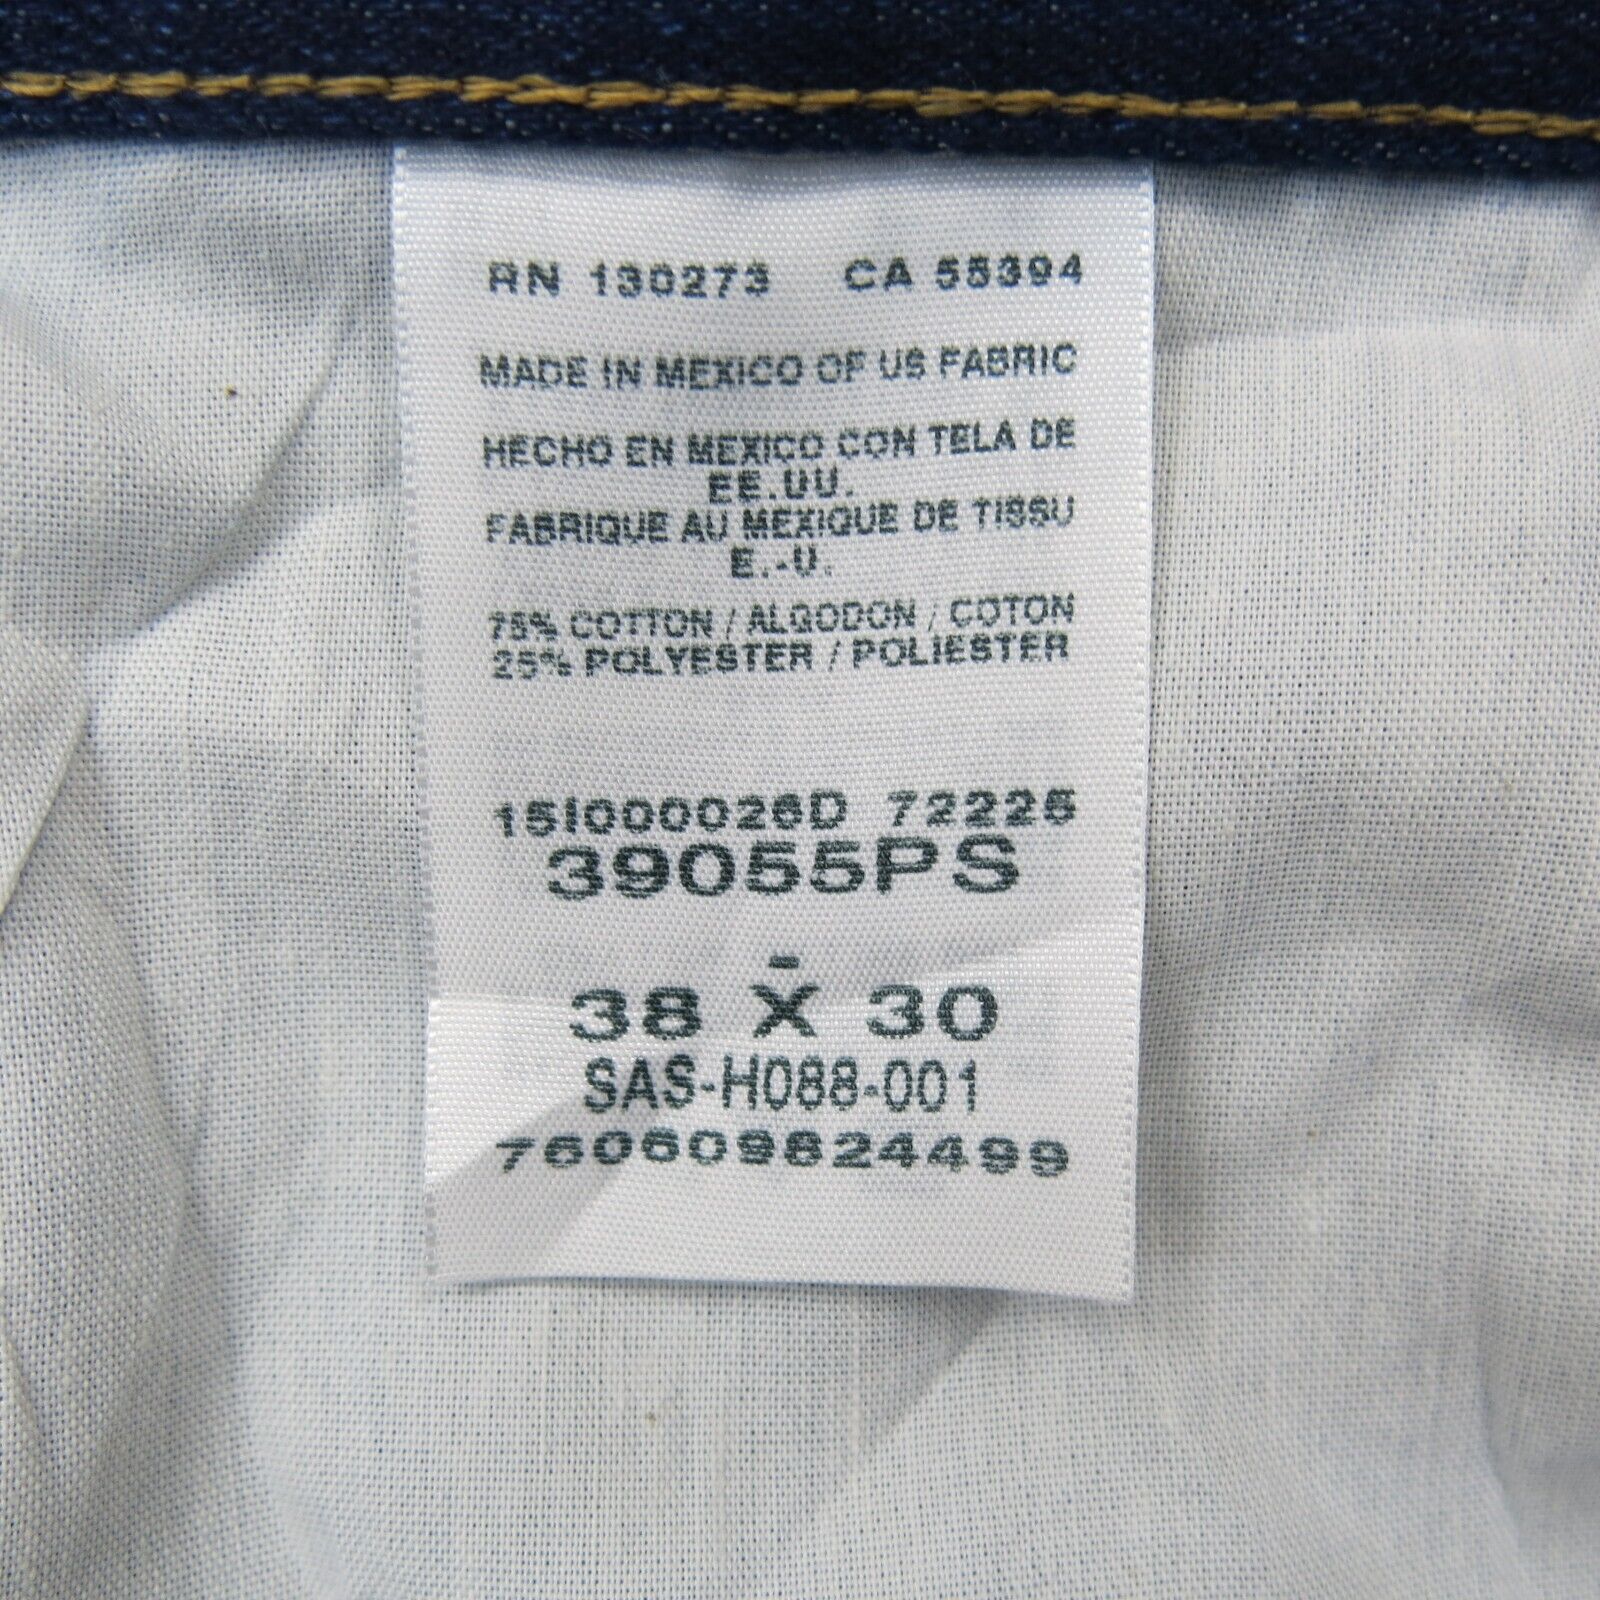 RN 130273 CA 55394
MADE IN MEXICO OF US FABRIC
HECHO EN MEXICO CON TELA DE
EE.UU.
FABRIQUE AU MEXIQUE DE TISSU
E.-U.
75% COTTON / ALGODON / COTON
25% POLYESTER / POLIESTER
15I000026D 72225
39055PS
-
38 X 30
SAS-H088-001
760609824499